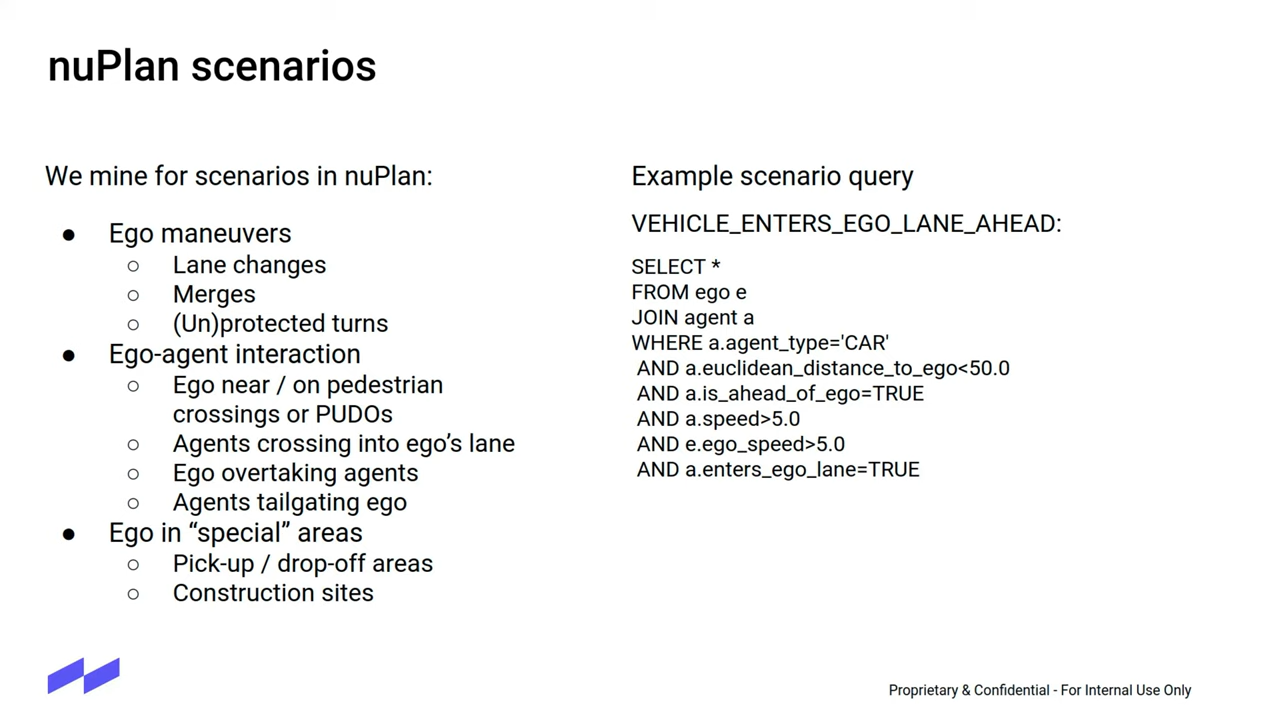 nuPlan scenarios
We mine for scenarios in nuPlan:
● Ego maneuvers
○ Lane changes
○ Merges
○ (Un)protected turns
● Ego-agent interaction
○ Ego near / on pedestrian
crossings or PUDOs
○ Agents crossing into ego’s lane
○ Ego overtaking agents
○ Agents tailgating ego
● Ego in “special” areas
○ Pick-up / drop-off areas
○ Construction sites
Example scenario query
VEHICLE_ENTERS_EGO_LANE_AHEAD:
SELECT *
FROM ego e
JOIN agent a
WHERE a.agent_type='CAR'
AND a.euclidean_distance_to_ego<50.0
AND a.is_ahead_of_ego=TRUE
AND a.speed>5.0
AND e.ego_speed>5.0
AND a.enters_ego_lane=TRUE
Proprietary & Confidential - For Internal Use Only